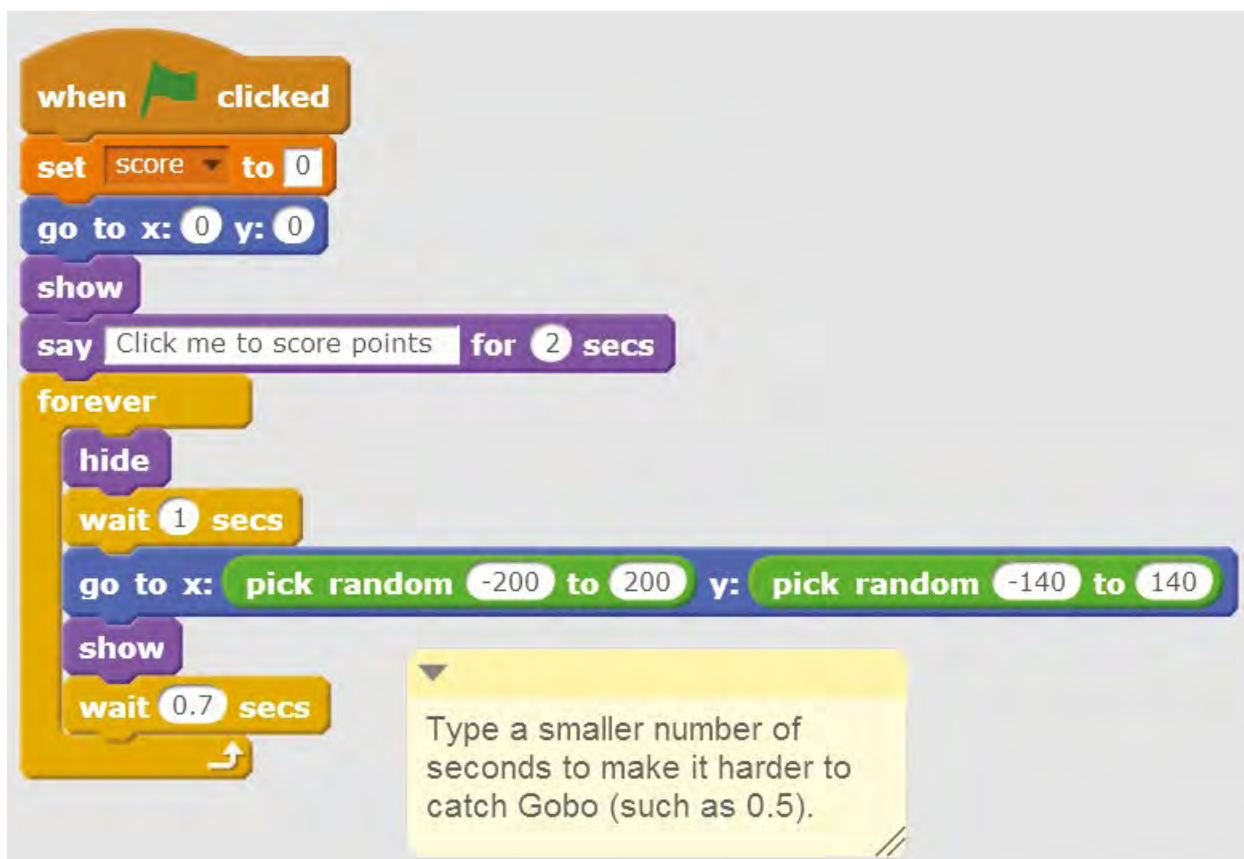 when clicked
set score to 0
go to x: 0 y: 0
show
say Click me to score points for 2 secs
forever
hide
wait 1 secs
go to x: pick random -200 to 200 y: pick random -140 to 140
show
wait 0.7 secs
Type a smaller number of
seconds to make it harder to
catch Gobo (such as 0.5).